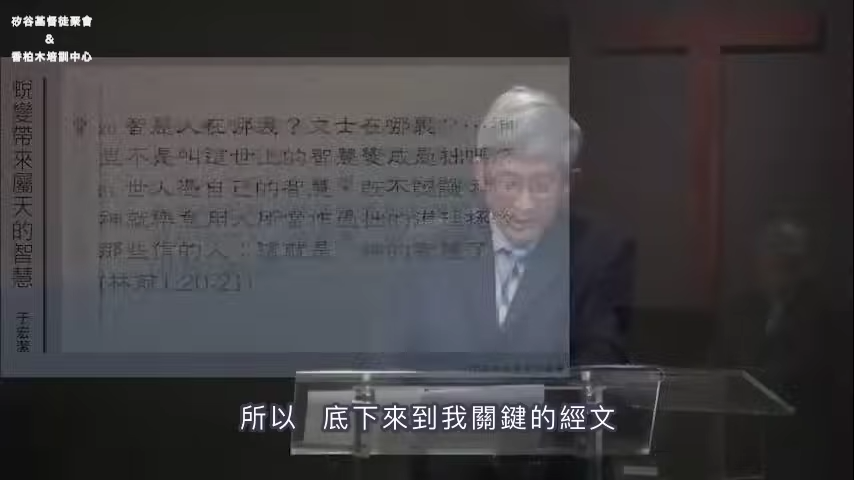 矽谷基督徒聚會
&
香柏木培訓中心
蛻變帶來屬天的智慧
于宏潔
智慧人在哪裏？文士在哪裏？…神
豈不是叫這世上的智慧變成愚拙嗎？
世人憑自己的智慧 既不認識
神就 意用人所當作愚拙的道理拯救
那些信的人；這就是 神的智慧了
(林前1:20-21)
所以 底下來到我關鍵的經文